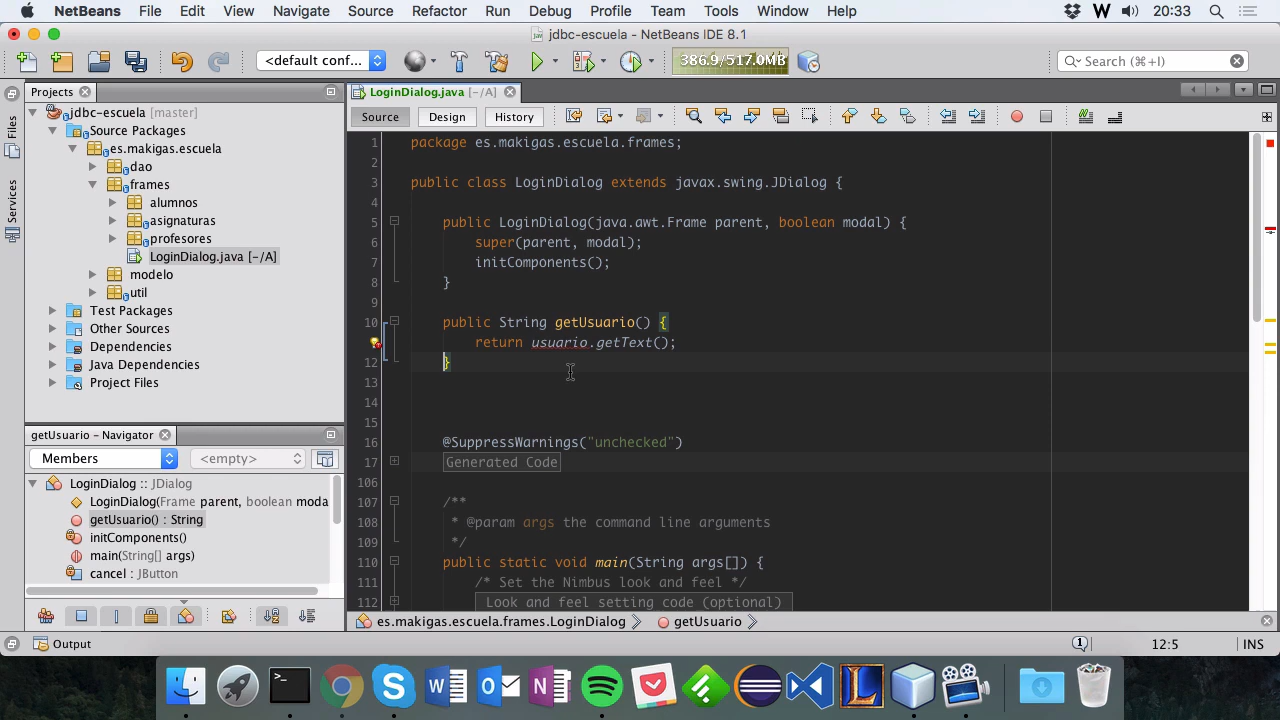 NetBeans File Edit View Navigate Source Refactor Run Debug Profile Team Tools Window Help W 20:33
jdbc-escuela - NetBeans IDE 8.1
<default conf... 386.9/517.0MB Search (⌘+I)
Projects
LoginDialog.java [-/A]
Files
Services
jdbc-escuela [master]
Source Packages
es.makigas.escuela
dao
frames
alumnos
asignaturas
profesores
LoginDialog.java [-/A]
modelo
util
Test Packages
Other Sources
Dependencies
Java Dependencies
Project Files
getUsuario - Navigator
Members <empty>
LoginDialog :: JDialog
LoginDialog(Frame parent, boolean moda
getUsuario() : String
initComponents()
main(String[] args)
cancel : JButton
Source Design History
1 package es.makigas.escuela.frames;
2
3 public class LoginDialog extends javax.swing.JDialog {
4
5 public LoginDialog(java.awt.Frame parent, boolean modal) {
6 super(parent, modal);
7 initComponents();
8 }
9
10 public String getUsuario() {
return usuario.getText();
12 }
13
14
15
16 @SuppressWarnings("unchecked")
17 Generated Code
106
107 /**
108 * @param args the command line arguments
109 */
110 public static void main(String args[]) {
111 /* Set the Nimbus look and feel */
112 Look and feel setting code (optional)
es.makigas.escuela.frames.LoginDialog getUsuario
Output 1 12:5 INS
>_ S W O N L